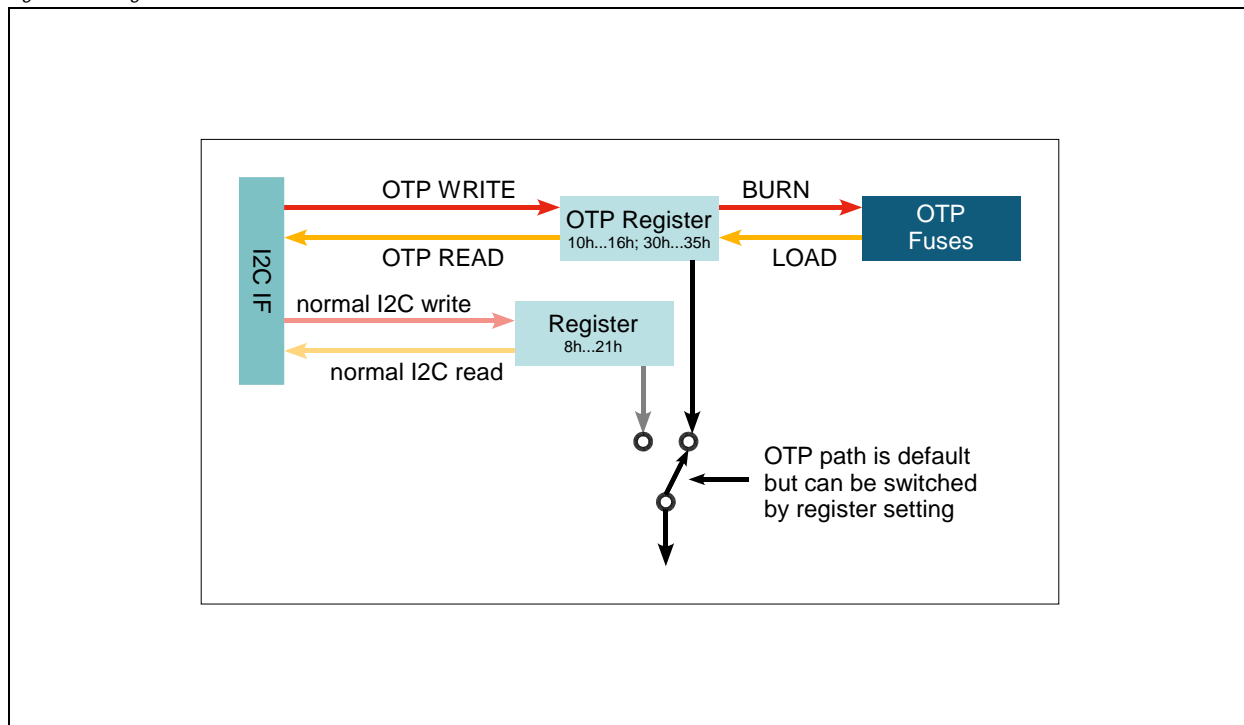 OTP WRITE
BURN
OTP Register
10h...16h; 30h...35h
OTP
Fuses
OTP READ
LOAD
I2C IF
normal I2C write
Register
8h...21h
normal I2C read
OTP path is default
but can be switched
by register setting